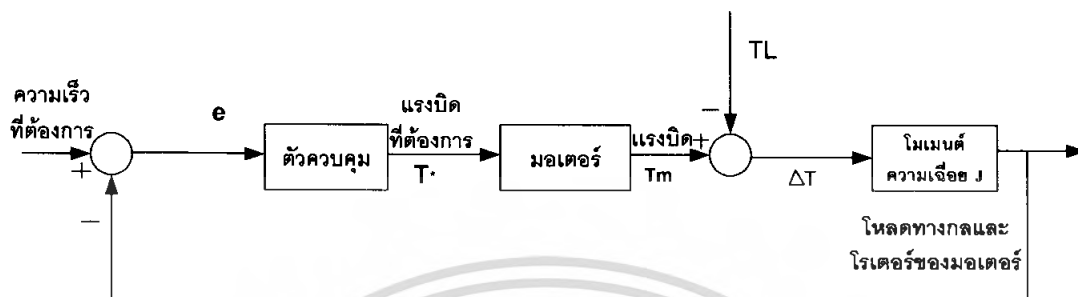 TL
ความเร็ว
ที่ต้องการ
+
−
e
ตัวควบคุม
แรงบิด
ที่ต้องการ
T*
มอเตอร์
แรงบิด
Tm
+
−
ΔT
โมเมนต์
ความเฉื่อย J
โหลดทางกลและ
โรเตอร์ของมอเตอร์